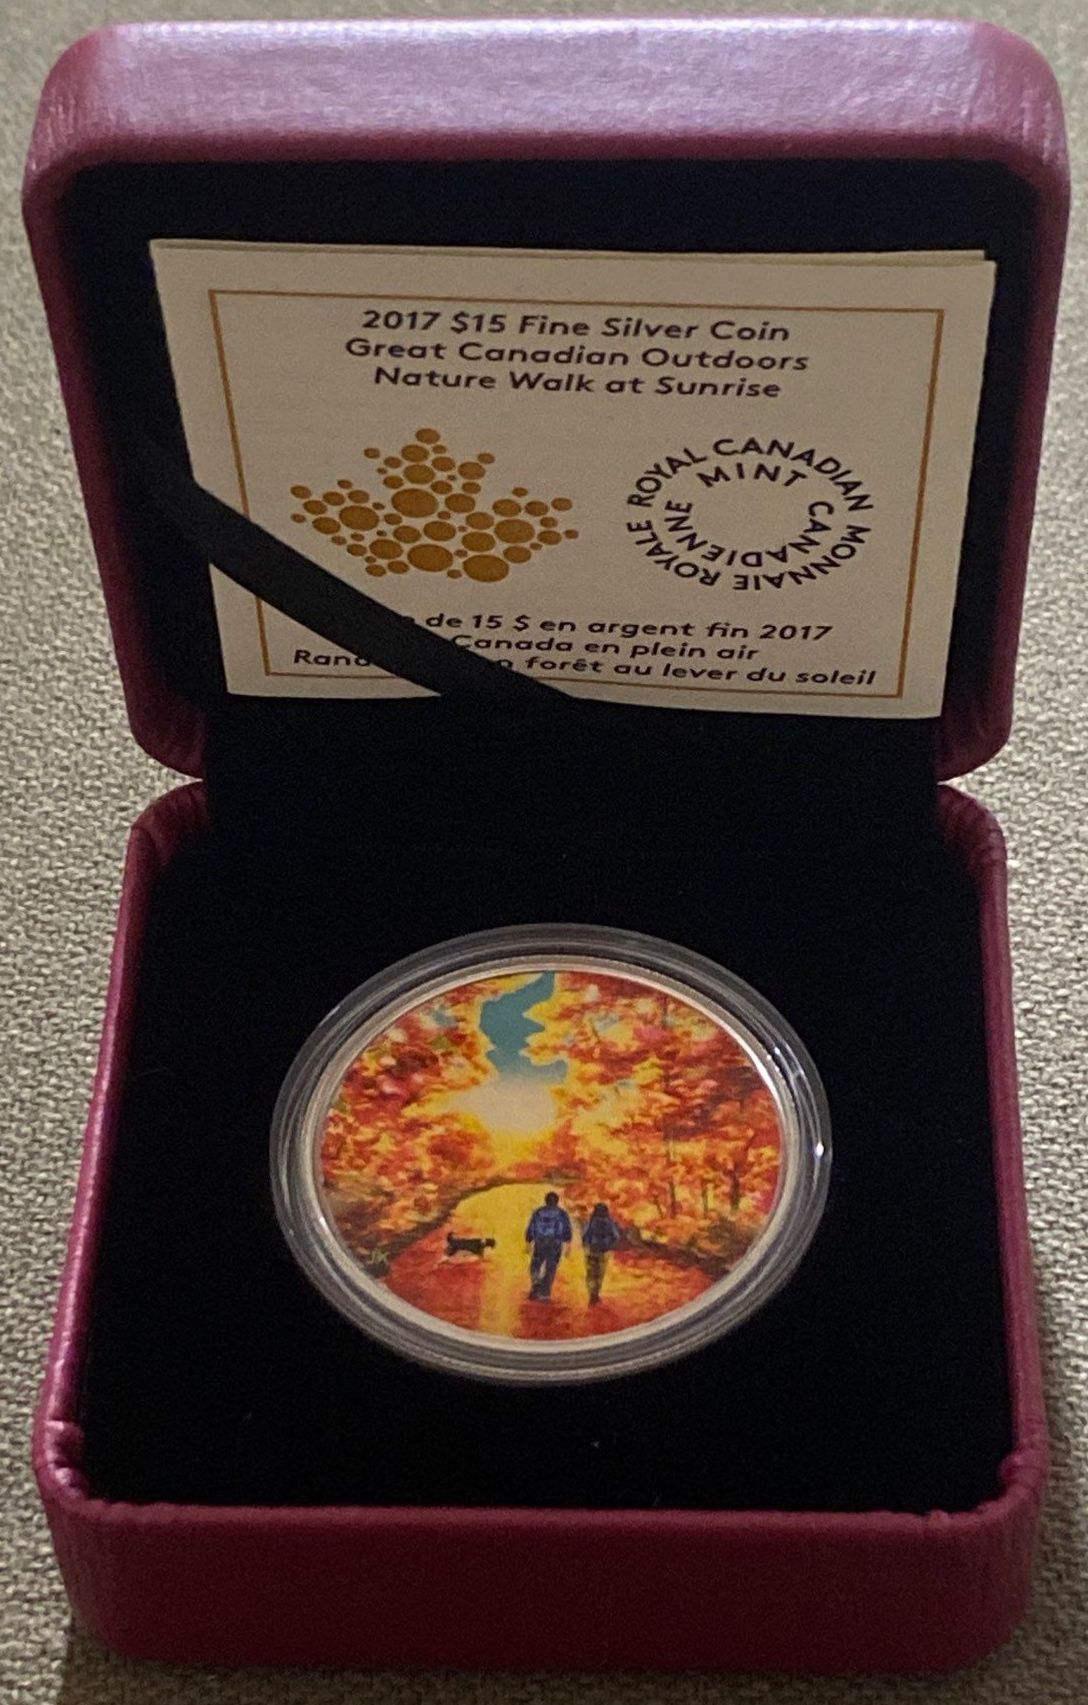 2017 $15 Fine Silver Coin
Great Canadian Outdoors
Nature Walk at Sunrise
ROYAL CANADIAN MINT
MONNAIE ROYALE CANADIENNE
de 15 $ en argent fin 2017
Canada en plein air
forêt au lever du soleil